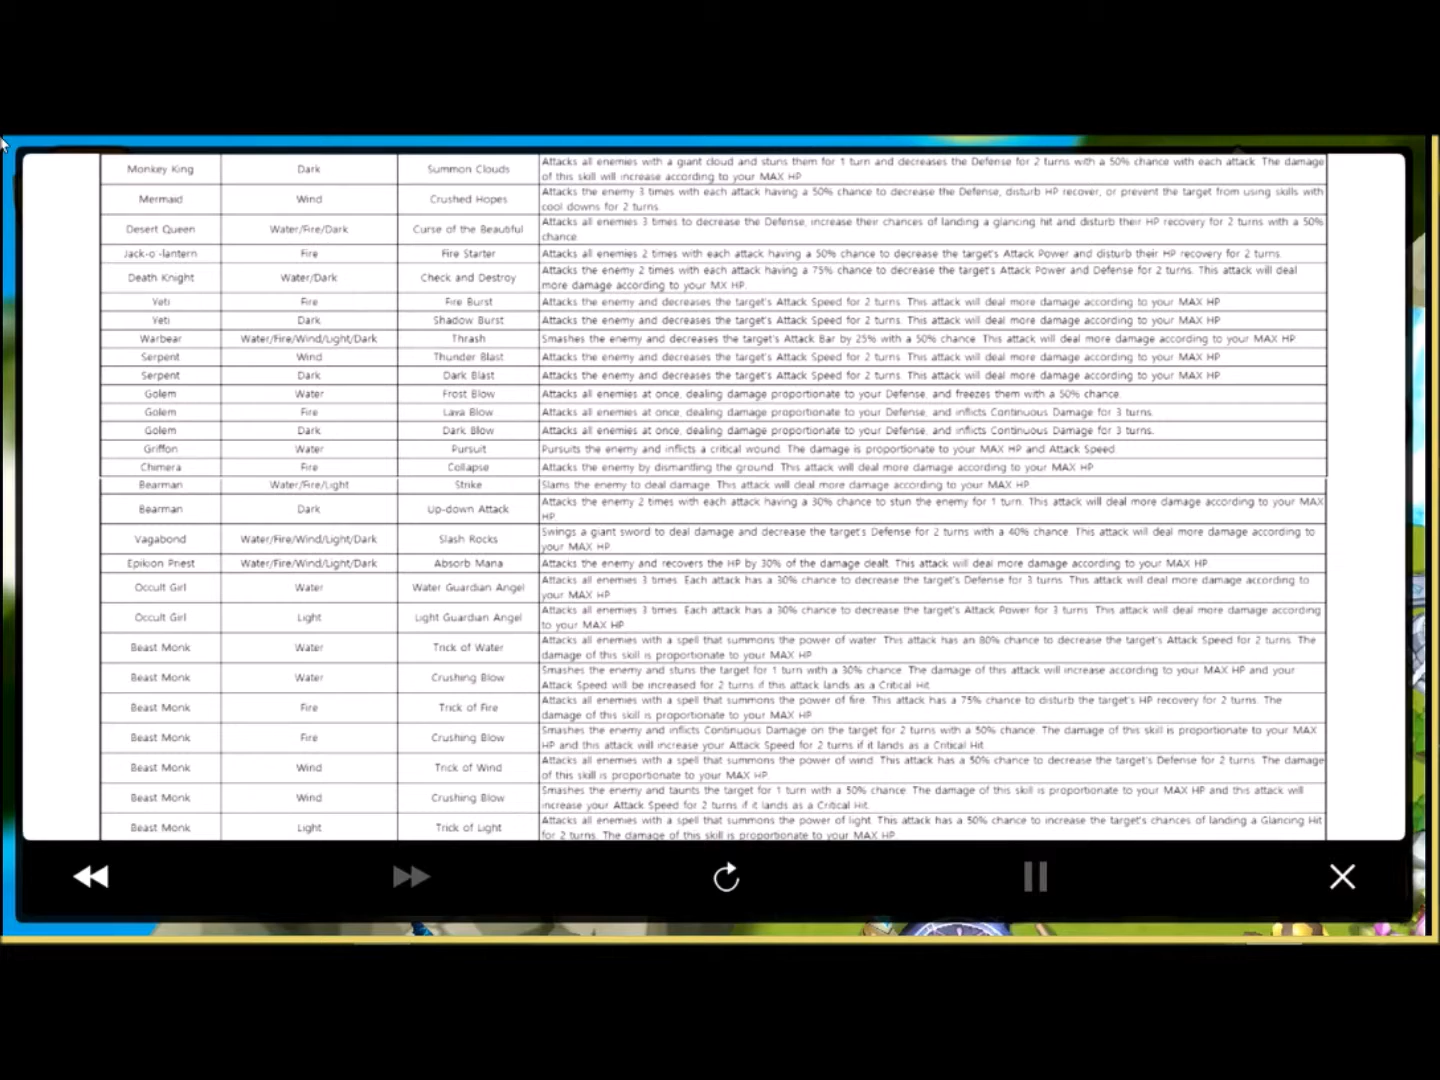 Monkey King Dark Summon Clouds Attacks all enemies with a giant cloud and stuns them for 1 turn and decreases the Defense for 2 turns with a 50% chance with each attack. The damage
of this skill will increase according to your MAX HP
Mermaid Wind Crushed Hopes Attacks the enemy 3 times with each attack having a 50% chance to decrease the Defense, disturb HP recover, or prevent the target from using skills with
cool downs for 2 turns.
Desert Queen Water/Fire/Dark Curse of the Beautiful Attacks all enemies 3 times to decrease the Defense, increase their chances of landing a glancing hit and disturb their HP recovery for 2 turns with a 50%
chance.
Jack-o -lantern Fire Fire Starter Attacks all enemies 2 times with each attack having a 50% chance to decrease the target's Attack Power and disturb their HP recovery for 2 turns.
Death Knight Water/Dark Check and Destroy Attacks the enemy 2 times with each attack having a 75% chance to decrease the target's Attack Power and Defense for 2 turns. This attack will deal
more damage according to your MX HP.
Yeti Fire Fire Burst Attacks the enemy and decreases the target's Attack Speed for 2 turns. This attack will deal more damage according to your MAX HP
Yeti Dark Shadow Burst Attacks the enemy and decreases the target's Attack Speed for 2 turns. This attack will deal more damage according to your MAX HP
Warbear Water/Fire/Wind/Light/Dark Thrash Smashes the enemy and decreases the target's Attack Bar by 25% with a 50% chance. This attack will deal more damage according to your MAX HP
Serpent Wind Thunder Blast Attacks the enemy and decreases the target's Attack Speed for 2 turns. This attack will deal more damage according to your MAX HP
Serpent Dark Dark Blast Attacks the enemy and decreases the target's Attack Speed for 2 turns. This attack will deal more damage according to your MAX HP
Golem Water Frost Blow Attacks all enemies at once, dealing damage proportionate to your Defense, and freezes them with a 50% chance.
Golem Fire Lava Blow Attacks all enemies at once, dealing damage proportionate to your Defense, and inflicts Continuous Damage for 3 turns.
Golem Dark Dark Blow Attacks all enemies at once, dealing damage proportionate to your Defense, and inflicts Continuous Damage for 3 turns.
Griffon Water Pursuit Pursuits the enemy and inflicts a critical wound. The damage is proportionate to your MAX HP and Attack Speed
Chimera Fire Collapse Attacks the enemy by dismantling the ground. This attack will deal more damage according to your MAX HP
Bearman Water/Fire/Light Strike Slams the enemy to deal damage. This attack will deal more damage according to your MAX HP
Bearman Dark Up-down Attack Attacks the enemy 2 times with each attack having a 30% chance to stun the enemy for 1 turn. This attack will deal more damage according to your MAX
HP
Vagabond Water/Fire/Wind/Light/Dark Slash Rocks Swings a giant sword to deal damage and decrease the target's Defense for 2 turns with a 40% chance. This attack will deal more damage according to
your MAX HP
Epikion Priest Water/Fire/Wind/Light/Dark Absorb Mana Attacks the enemy and recovers the HP by 30% of the damage dealt. This attack will deal more damage according to your MAX HP
Occult Girl Water Water Guardian Angel Attacks all enemies 3 times. Each attack has a 30% chance to decrease the target's Defense for 3 turns. This attack will deal more damage according to
your MAX HP
Occult Girl Light Light Guardian Angel Attacks all enemies 3 times. Each attack has a 30% chance to decrease the target's Attack Power for 3 turns. This attack will deal more damage according
to your MAX HP
Beast Monk Water Trick of Water Attacks all enemies with a spell that summons the power of water. This attack has an 80% chance to decrease the target's Attack Speed for 2 turns. The
damage of this skill is proportionate to your MAX HP
Beast Monk Water Crushing Blow Smashes the enemy and stuns the target for 1 turn with a 30% chance. The damage of this attack will increase according to your MAX HP and your
Attack Speed will be increased for 2 turns if this attack lands as a Critical Hit
Beast Monk Fire Trick of Fire Attacks all enemies with a spell that summons the power of fire. This attack has a 75% chance to disturb the target's HP recovery for 2 turns. The
damage of this skill is proportionate to your MAX HP
Beast Monk Fire Crushing Blow Smashes the enemy and inflicts Continuous Damage on the target for 2 turns with a 50% chance. The damage of this skill is proportionate to your MAX
HP and this attack will increase your Attack Speed for 2 turns if it lands as a Critical Hit
Beast Monk Wind Trick of Wind Attacks all enemies with a spell that summons the power of wind. This attack has a 50% chance to decrease the target's Defense for 2 turns. The damage
of this skill is proportionate to your MAX HP.
Beast Monk Wind Crushing Blow Smashes the enemy and taunts the target for 1 turn with a 50% chance. The damage of this skill is proportionate to your MAX HP and this attack will
increase your Attack Speed for 2 turns if it lands as a Critical Hit.
Beast Monk Light Trick of Light Attacks all enemies with a spell that summons the power of light. This attack has a 50% chance to increase the target's chances of landing a Glancing Hit
for 2 turns. The damage of this skill is proportionate to your MAX HP.